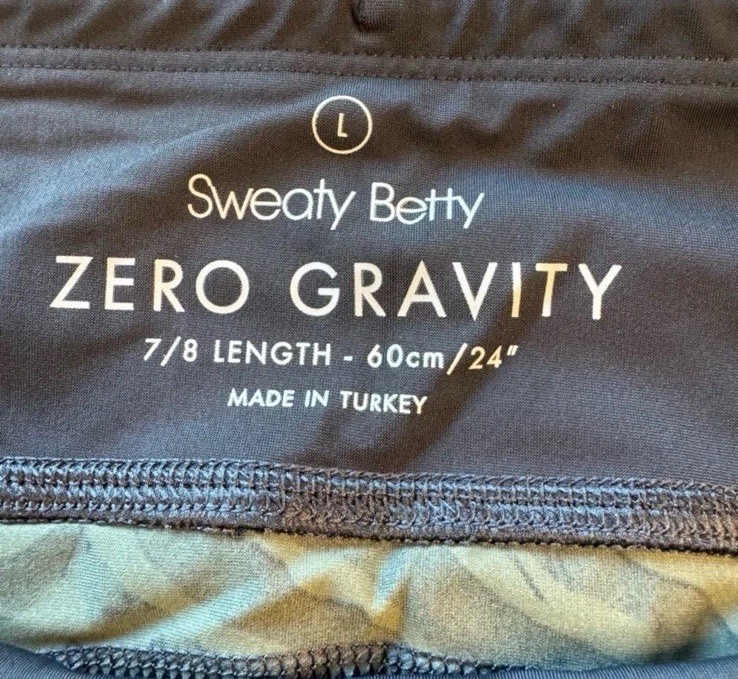 L
Sweaty Betty
ZERO GRAVITY
7/8 LENGTH - 60cm/24"
MADE IN TURKEY